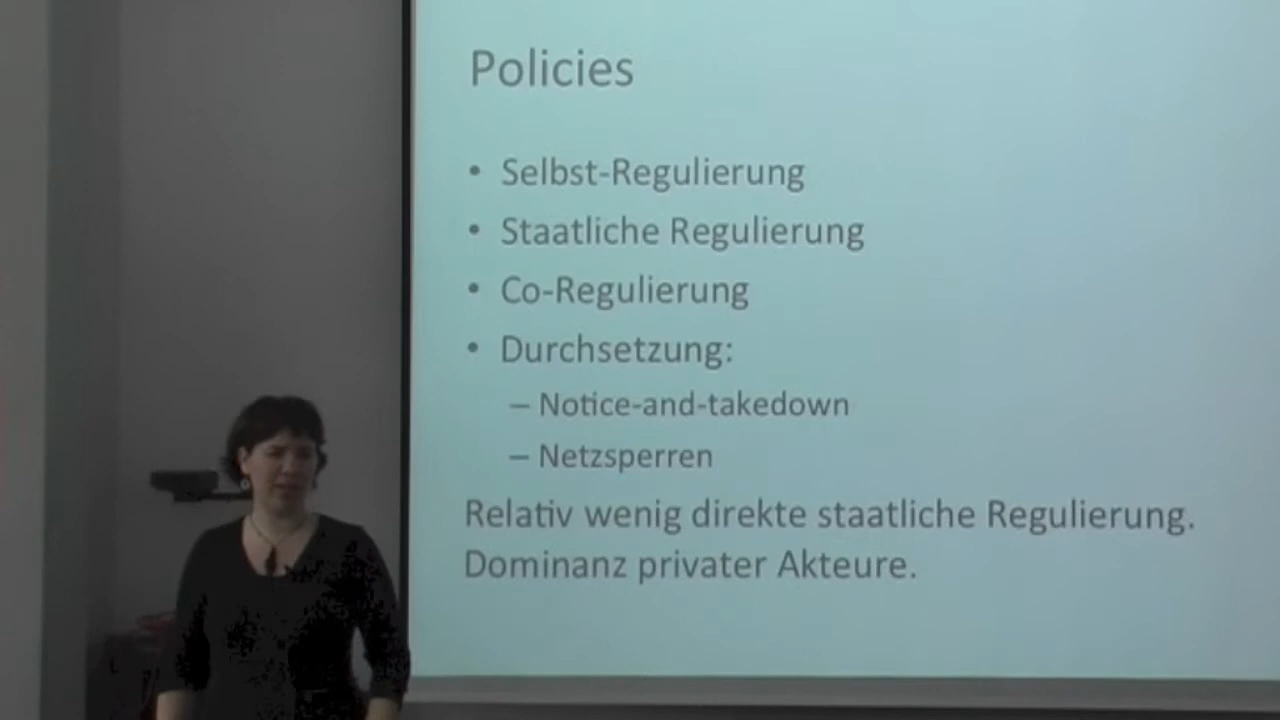 Policies
• Selbst-Regulierung
• Staatliche Regulierung
• Co-Regulierung
• Durchsetzung:
– Notice-and-takedown
– Netzsperren
Relativ wenig direkte staatliche Regulierung.
Dominanz privater Akteure.